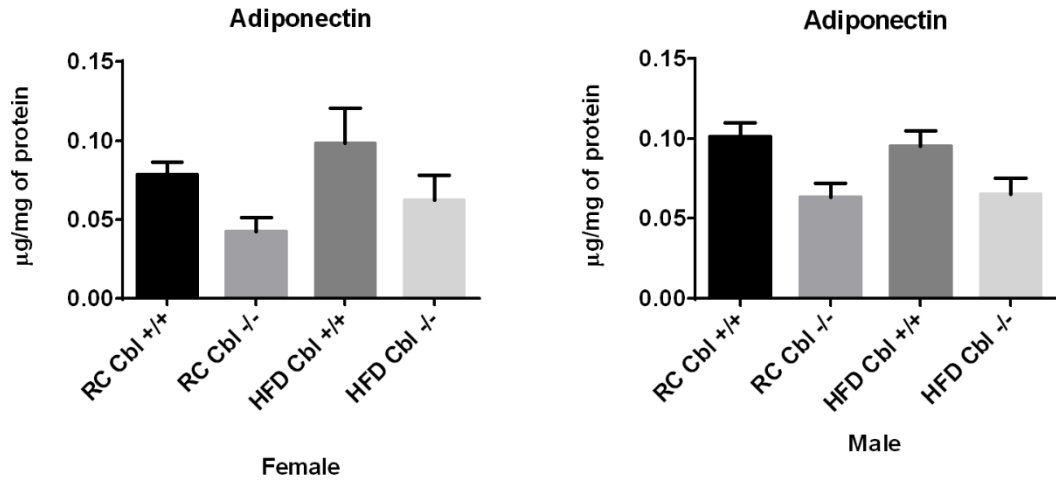 Adiponectin
0.15
0.10
0.05
0.00
μg/mg of protein
RC Cbl +/+
RC Cbl -/-
HFD Cbl +/+
HFD Cbl -/-
Female
Adiponectin
0.15
0.10
0.05
0.00
μg/mg of protein
RC Cbl +/+
RC Cbl -/-
HFD Cbl +/+
HFD Cbl -/-
Male